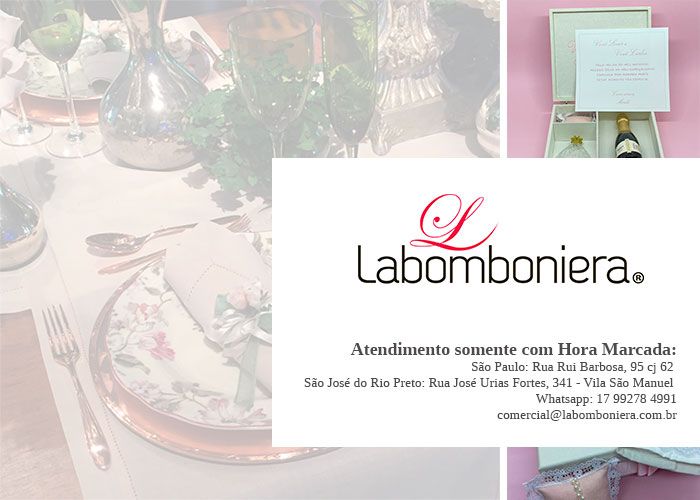 L
Labomboniera®
Atendimento somente com Hora Marcada:
São Paulo: Rua Rui Barbosa, 95 cj 62
São José do Rio Preto: Rua José Urias Fortes, 341 - Vila São Manuel
Whatsapp: 17 99278 4991
comercial@labomboniera.com.br